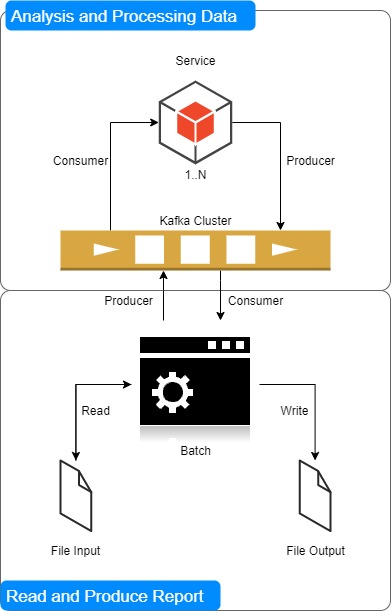 Analysis and Processing Data
Service
Consumer
Producer
1..N
Kafka Cluster
Producer
Consumer
Read
Write
Batch
File Input
File Output
Read and Produce Report